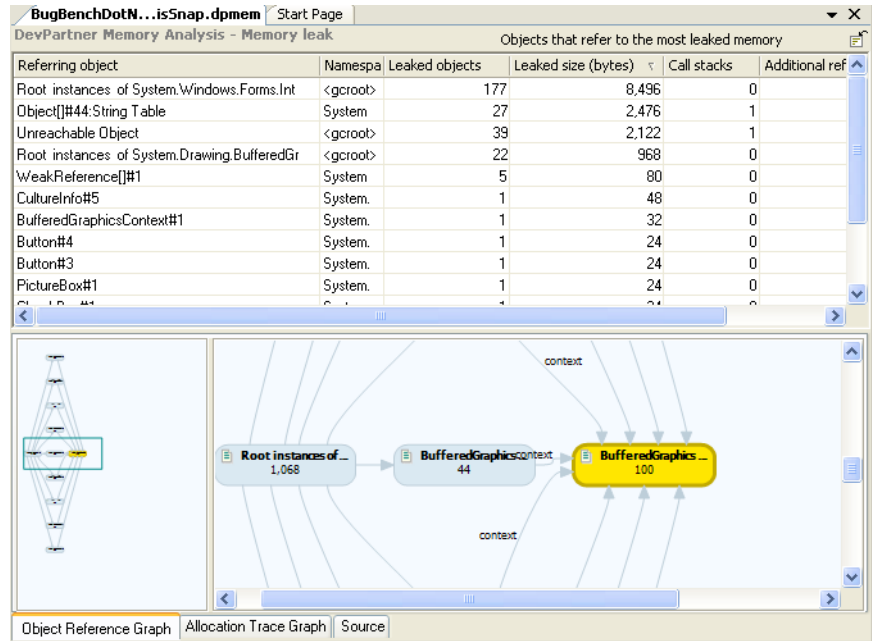 BugBenchDotN...isSnap.dpmem Start Page
DevPartner Memory Analysis - Memory leak
Objects that refer to the most leaked memory
Referring object Namespa Leaked objects Leaked size (bytes) Call stacks Additional ref
Root instances of System.Windows.Forms.Int <gcroot> 177 8,496 0
Object[]#44:String Table System 27 2,476 1
Unreachable Object <gcroot> 39 2,122 1
Root instances of System.Drawing.BufferedGr <gcroot> 22 968 0
WeakReference[]#1 System 5 80 0
CultureInfo#5 System. 1 48 0
BufferedGraphicsContext#1 System. 1 32 0
Button#4 System. 1 24 0
Button#3 System. 1 24 0
PictureBox#1 System. 1 24 0
context
Root instances of ... BufferedGraphics... context BufferedGraphics ...
1,068 44 100
context
Object Reference Graph Allocation Trace Graph Source